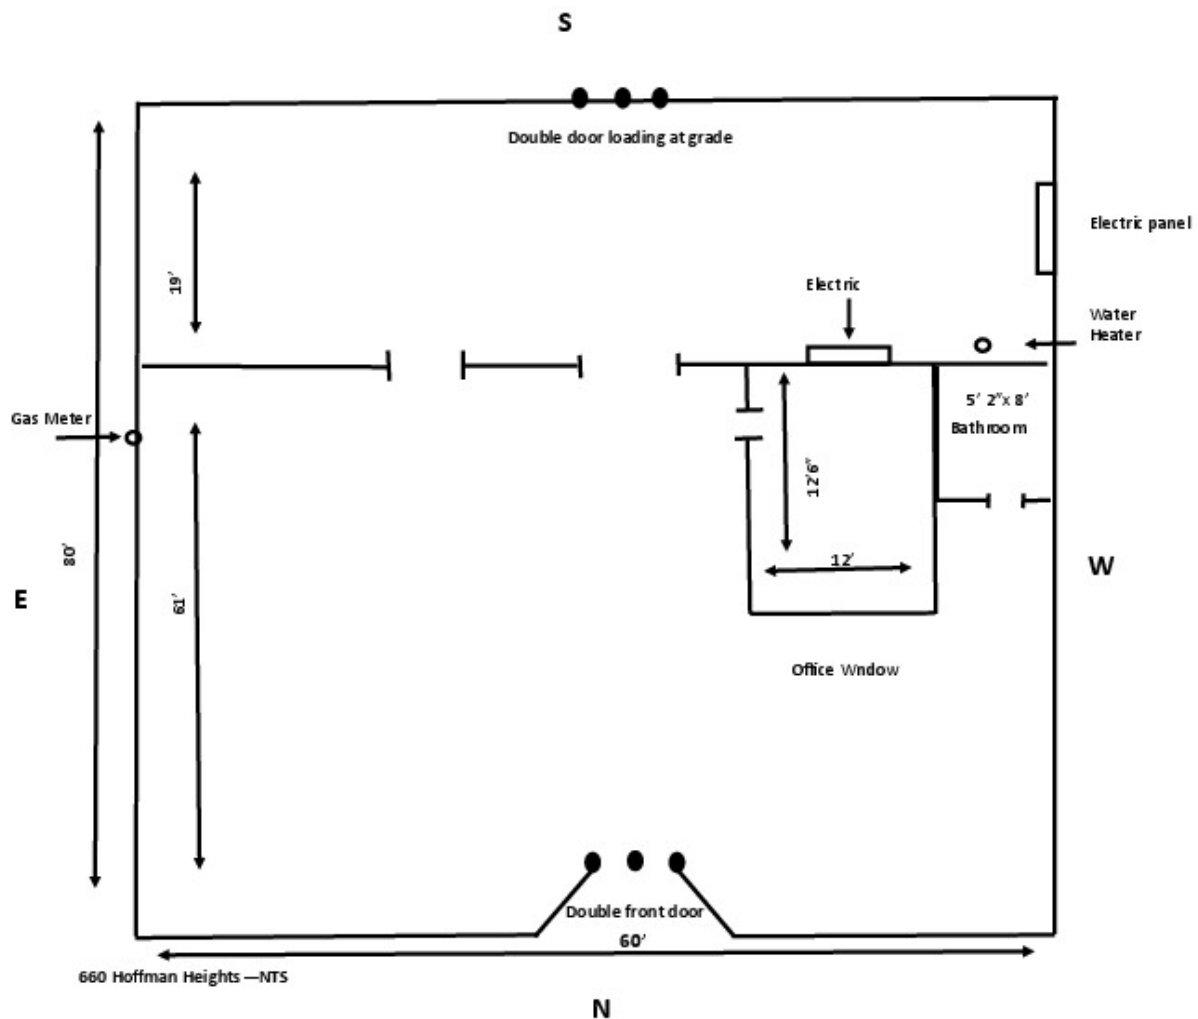 S
Double door loading at grade
Electric panel
19’
Electric
Water
Heater
Gas Meter
5’ 2”x 8’
Bathroom
12’6”
80’
12’
W
E
61’
Office Wndow
Double front door
60’
660 Hoffman Heights —NTS
N